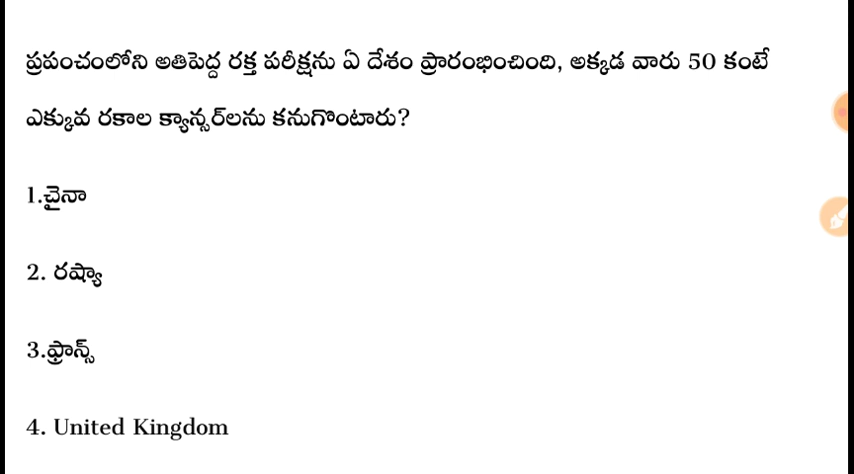 ప్రపంచంలోని అతిపెద్ద రక్త పరీక్షను ఏ దేశం ప్రారంభించింది, అక్కడ వారు 50 కంటే
ఎక్కువ రకాల క్యాన్సర్‌లను కనుగొంటారు?
1.చైనా
2. రష్యా
3.ఫ్రాన్స్
4. United Kingdom